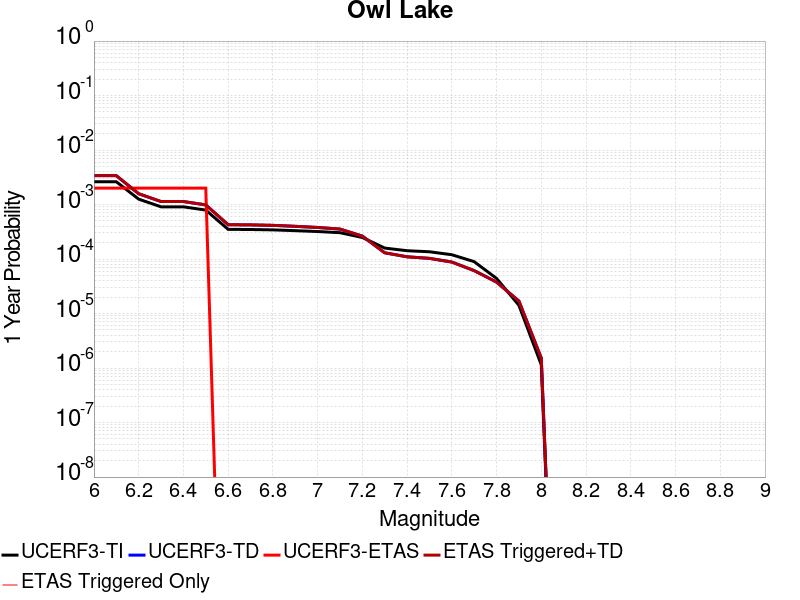 Owl Lake
10^0
10^-1
10^-2
10^-3
10^-4
10^-5
10^-6
10^-7
10^-8
1 Year Probability
6 6.2 6.4 6.6 6.8 7 7.2 7.4 7.6 7.8 8 8.2 8.4 8.6 8.8 9
Magnitude
UCERF3-TI UCERF3-TD UCERF3-ETAS ETAS Triggered+TD
ETAS Triggered Only